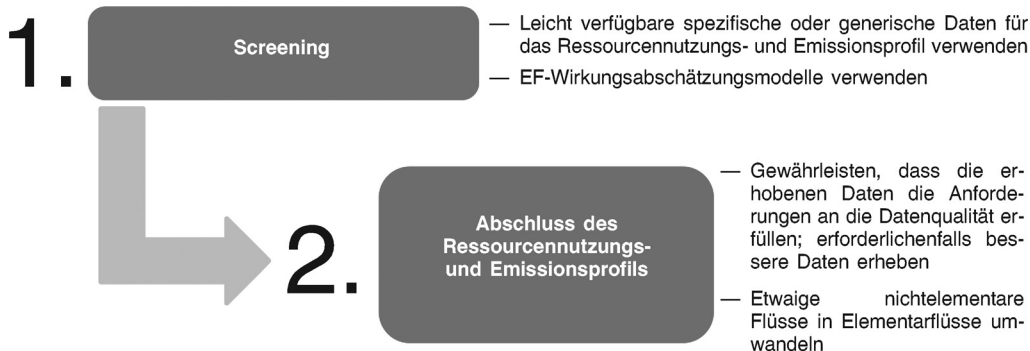 1.
Screening
— Leicht verfügbare spezifische oder generische Daten für
das Ressourcennutzungs- und Emissionsprofil verwenden
— EF-Wirkungsabschätzungsmodelle verwenden
2.
Abschluss des
Ressourcennutzungs-
und Emissionsprofils
— Gewährleisten, dass die er-
hobenen Daten die Anforde-
rungen an die Datenqualität er-
füllen; erforderlichenfalls bes-
sere Daten erheben
— Etwaige nichtelementare
Flüsse in Elementarflüsse um-
wandeln